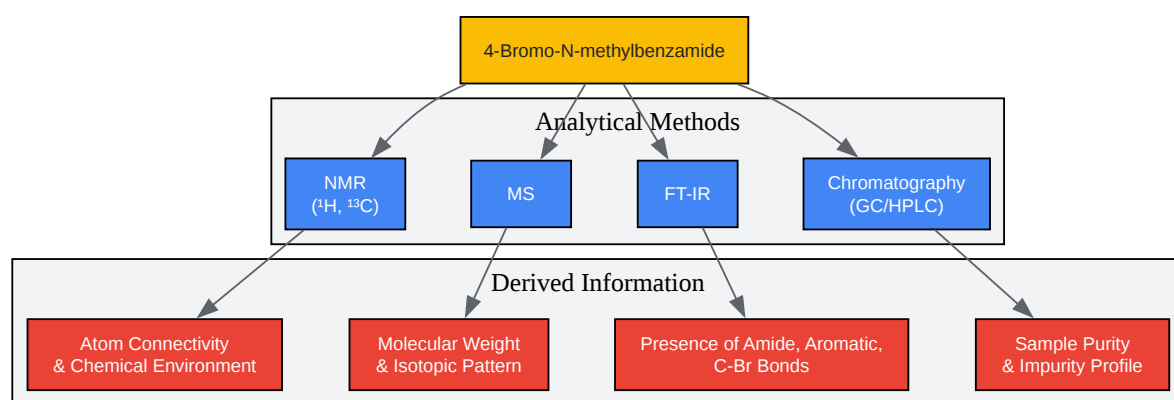 4-Bromo-N-methylbenzamide
Analytical Methods
NMR
(¹H, ¹³C)
MS
FT-IR
Chromatography
(GC/HPLC)
Derived Information
Atom Connectivity
& Chemical Environment
Molecular Weight
& Isotopic Pattern
Presence of Amide, Aromatic,
C-Br Bonds
Sample Purity
& Impurity Profile